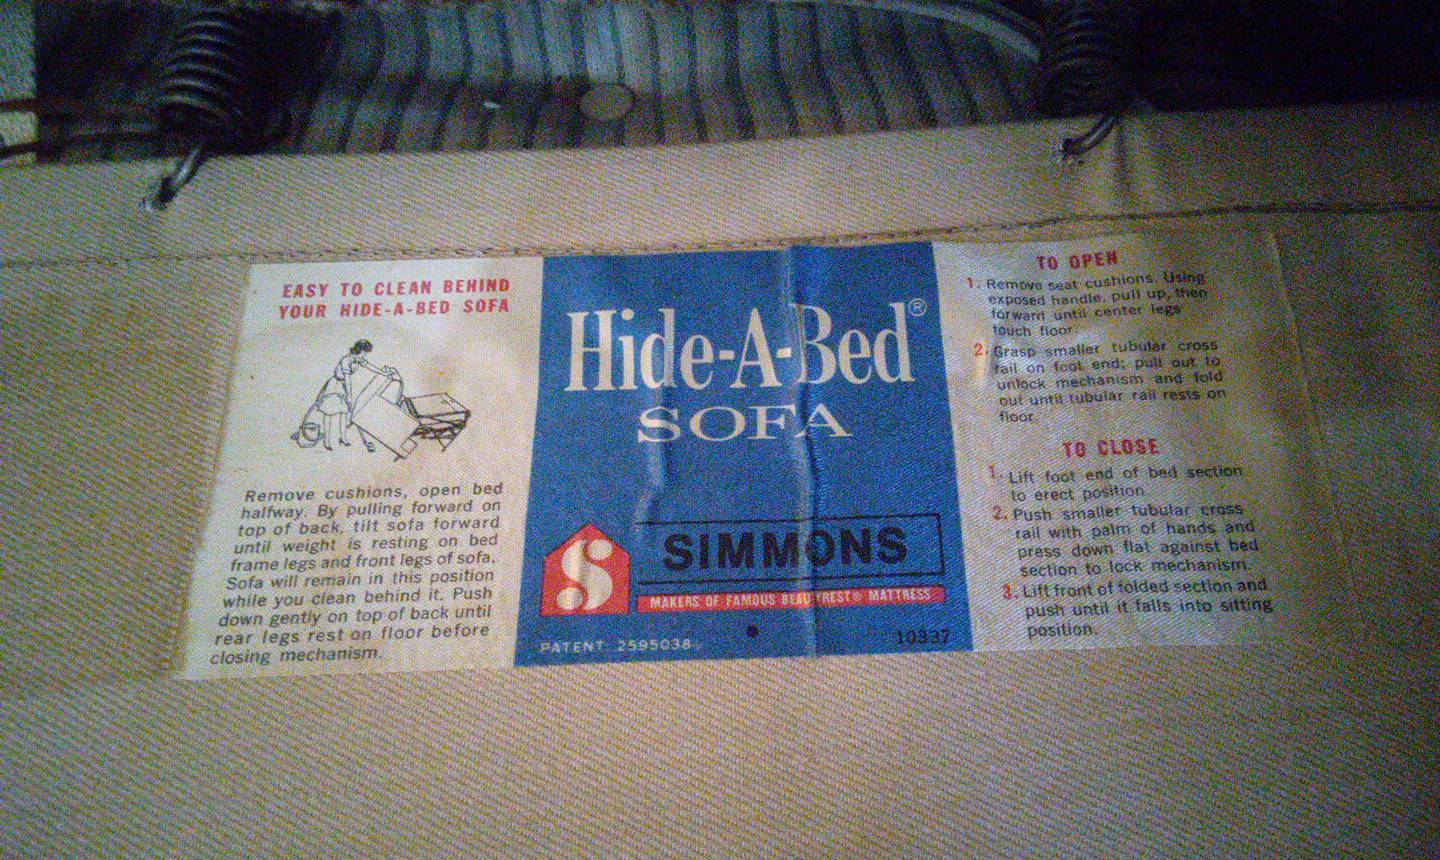 EASY TO CLEAN BEHIND
YOUR HIDE-A-BED SOFA
Remove cushions, open bed
halfway. By pulling forward on
top of back, tilt sofa forward
until weight is resting on bed
frame legs and front legs of sofa.
Sofa will remain in this position
while you clean behind it. Push
down gently on top of back until
rear legs rest on floor before
closing mechanism.
Hide-A-Bed®
SOFA
S
SIMMONS
MAKERS OF FAMOUS BEAUTYREST® MATTRESS
PATENT 2595038
10337
TO OPEN
1. Remove seat cushions. Using
exposed handle, pull up, then
forward until center legs
touch floor.
2. Grasp smaller tubular cross
rail on foot end; pull out to
unlock mechanism and fold
out until tubular rail rests on
floor.
TO CLOSE
1. Lift foot end of bed section
to erect position.
2. Push smaller tubular cross
rail with palm of hands and
press down flat against bed
section to lock mechanism.
3. Lift front of folded section and
push until it falls into sitting
position.